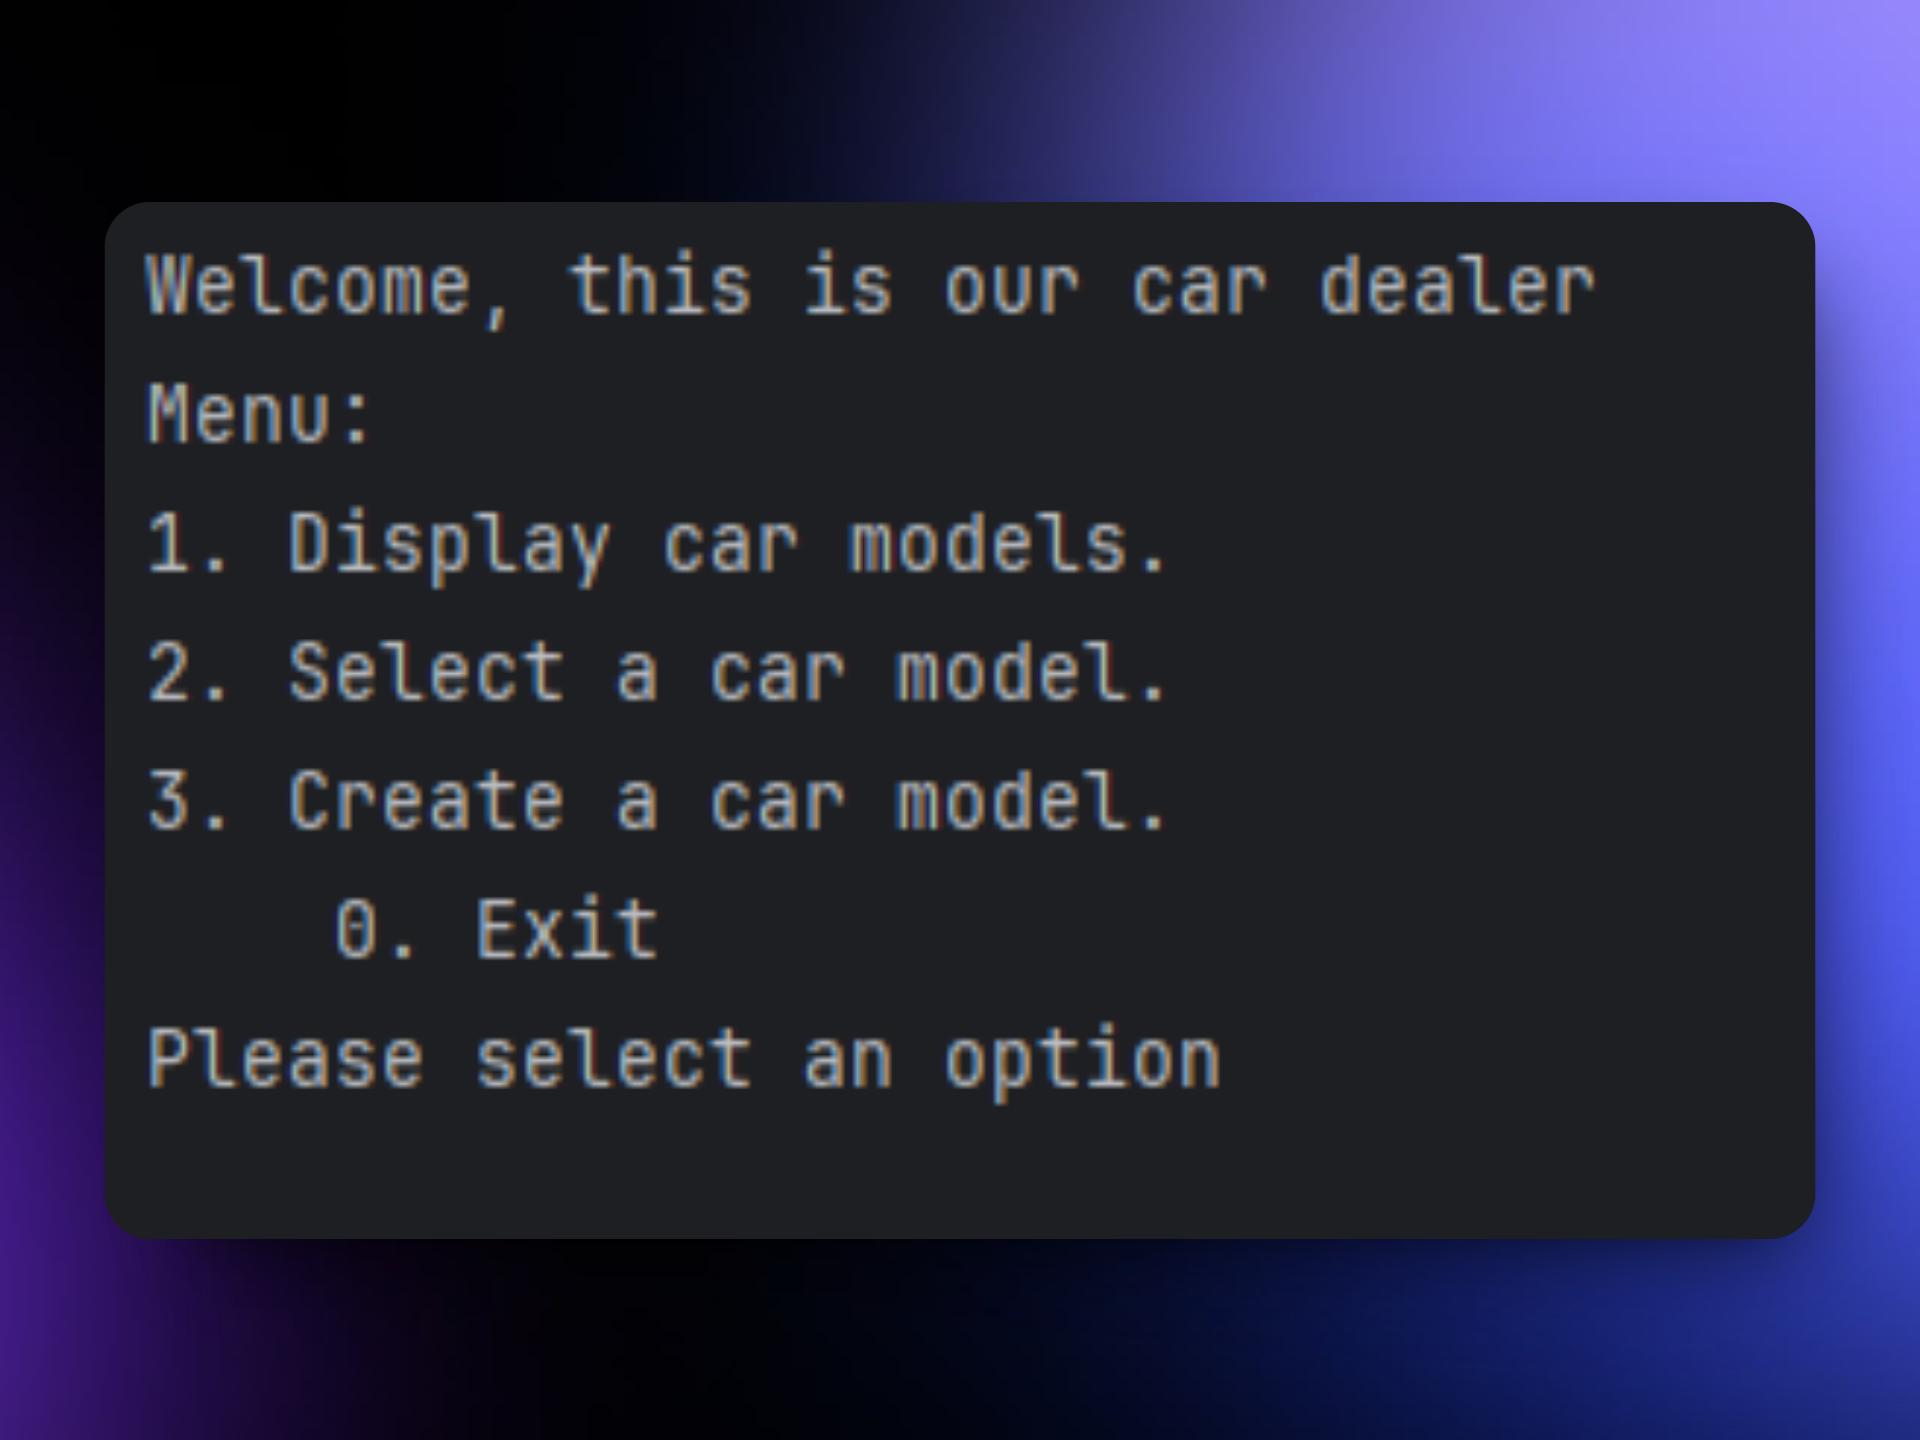 Welcome, this is our car dealer
Menu:
1. Display car models.
2. Select a car model.
3. Create a car model.
    0. Exit
Please select an option